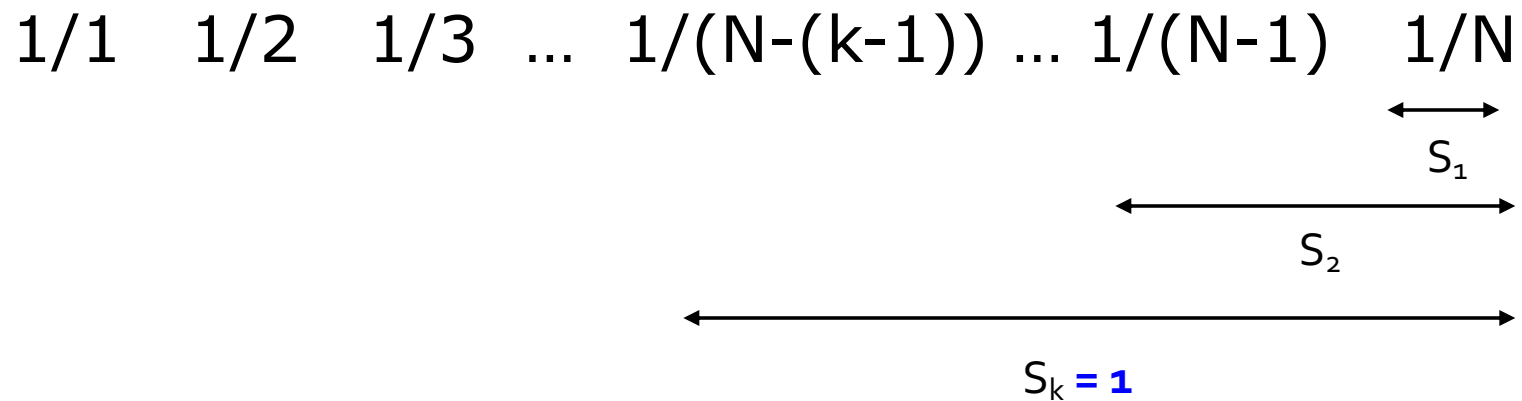 1/1 1/2 1/3 … 1/(N-(k-1)) … 1/(N-1) 1/N
S₁
S₂
Sₖ = 1